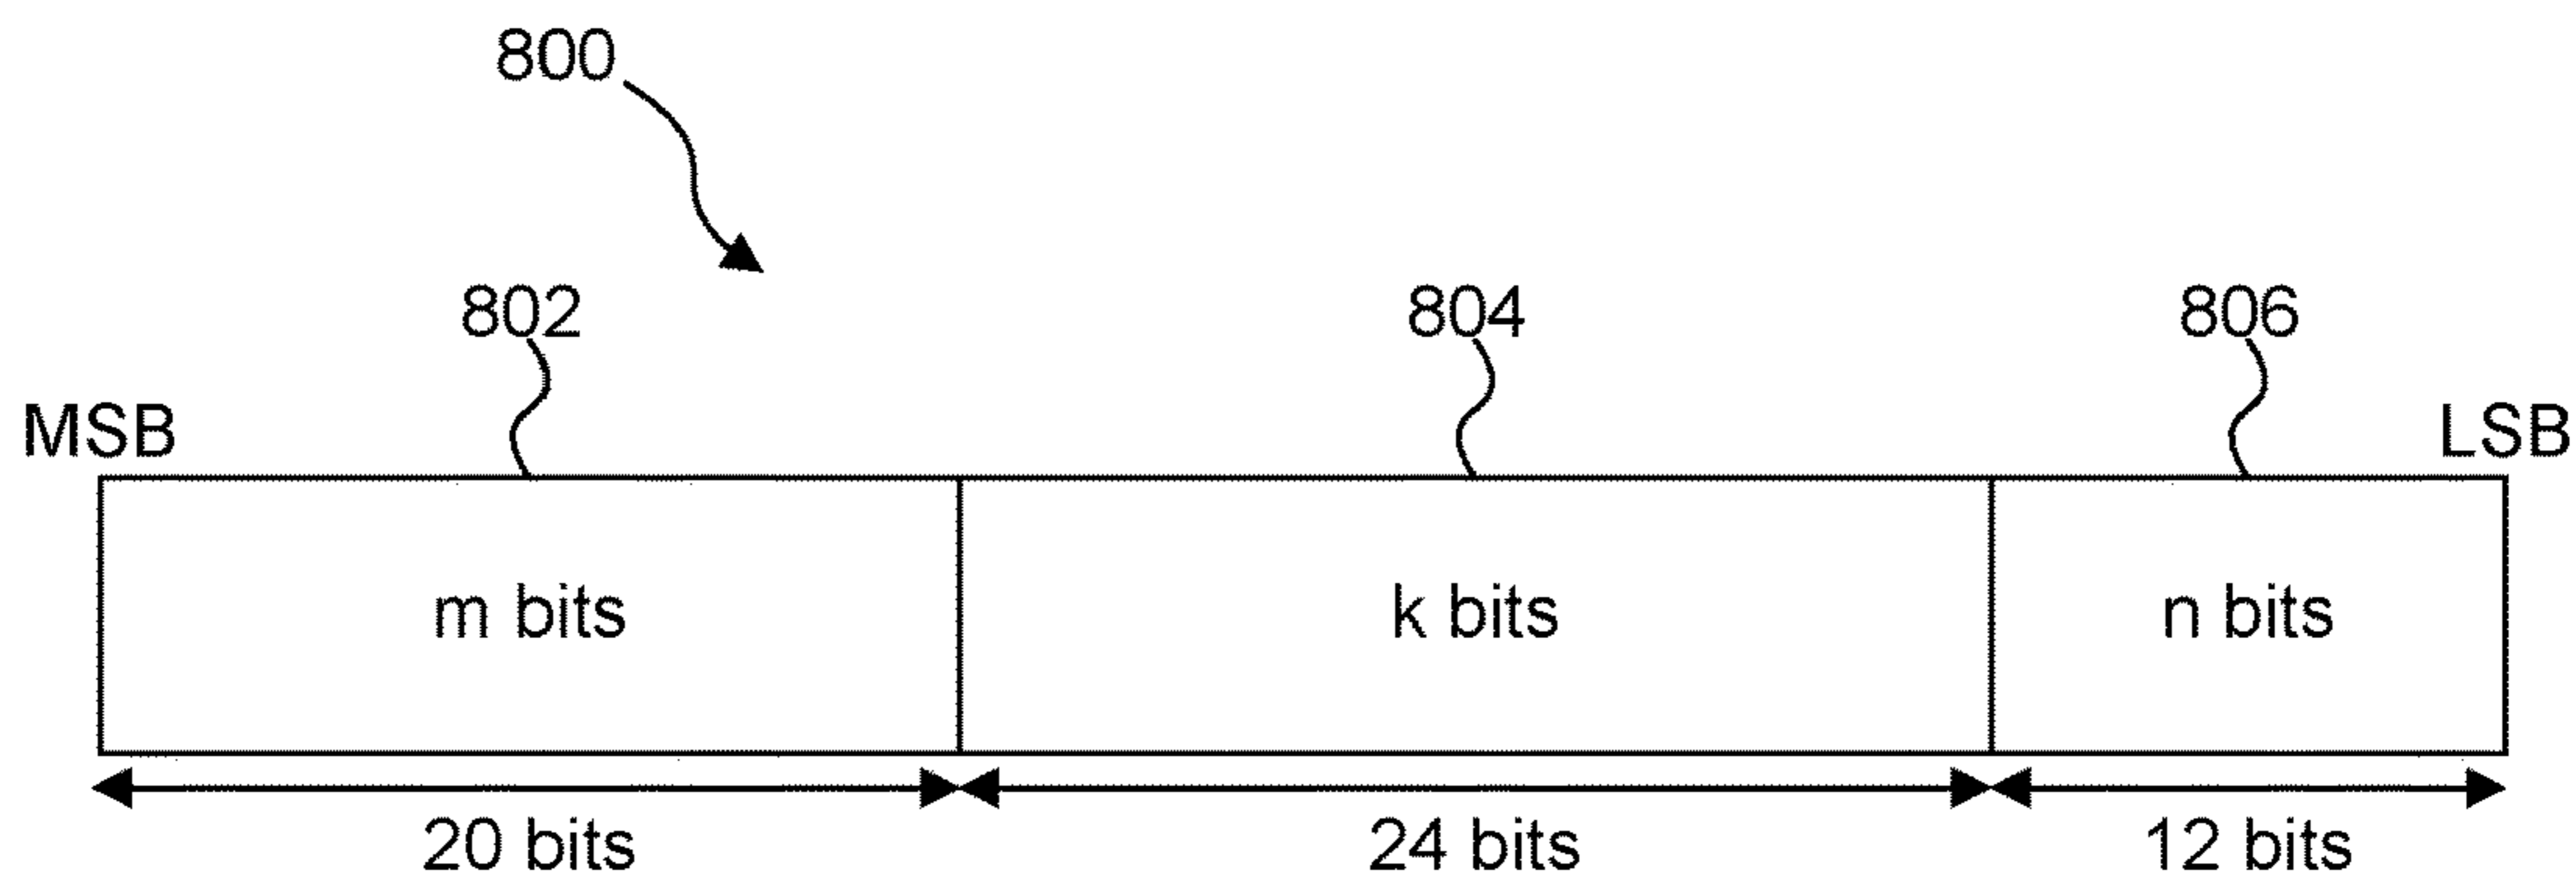 800
802 804 806
MSB LSB
m bits k bits n bits
20 bits 24 bits 12 bits